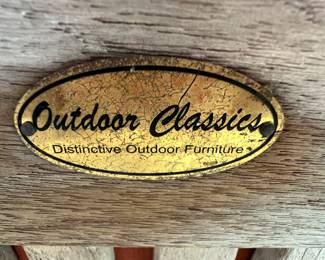 Outdoor Classics
Distinctive Outdoor Furniture